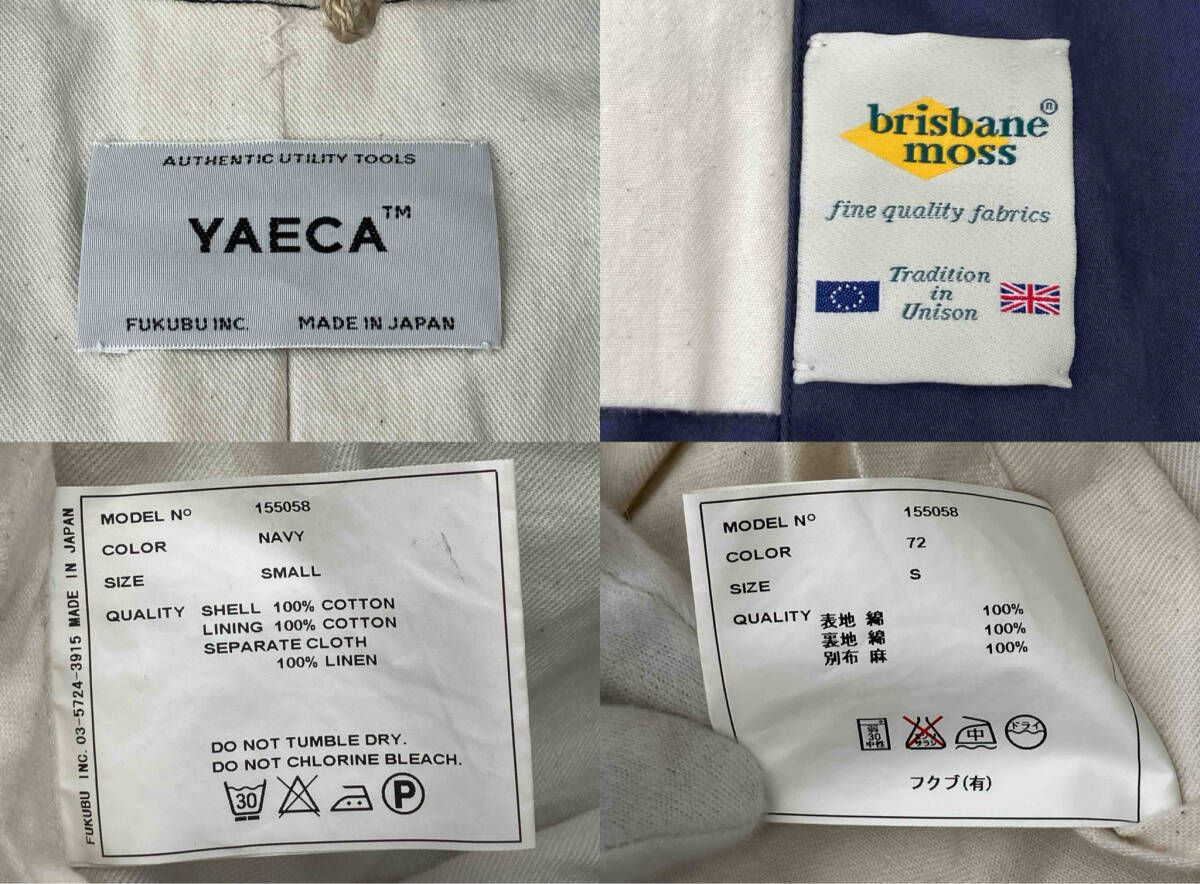 AUTHENTIC UTILITY TOOLS
YAECA™
FUKUBU INC. MADE IN JAPAN
brisbane
moss
fine quality fabrics
Tradition
in
Unison
FUKUBU INC. 03-5724-3915 MADE IN JAPAN
MODEL Nº 155058
COLOR NAVY
SIZE SMALL
QUALITY SHELL 100% COTTON
LINING 100% COTTON
SEPARATE CLOTH
100% LINEN
DO NOT TUMBLE DRY.
DO NOT CHLORINE BLEACH.
30 P
MODEL Nº 155058
COLOR 72
SIZE S
QUALITY 表地 綿 100%
裏地 綿 100%
別布 麻 100%
弱
30 中 ドライ
中性
フクブ(有)